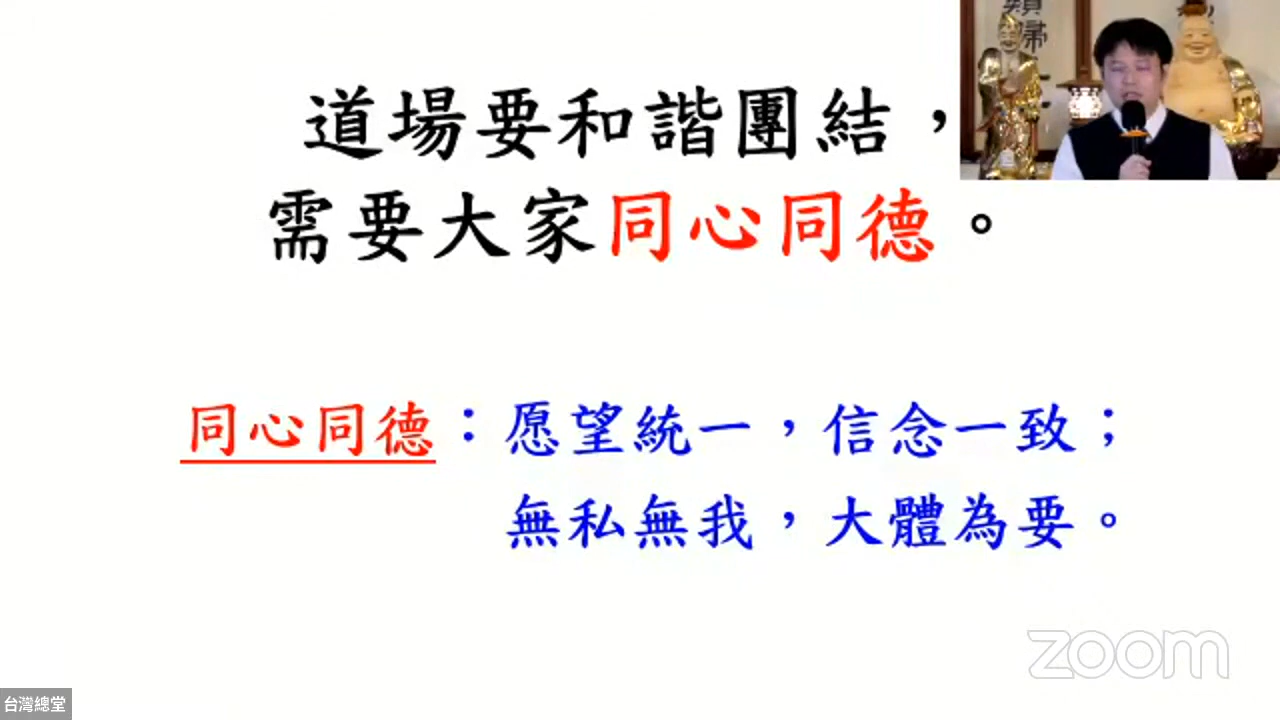 道場要和諧團結，
需要大家同心同德。
同心同德：愿望統一，信念一致；
無私無我，大體為要。
zoom
台灣總堂